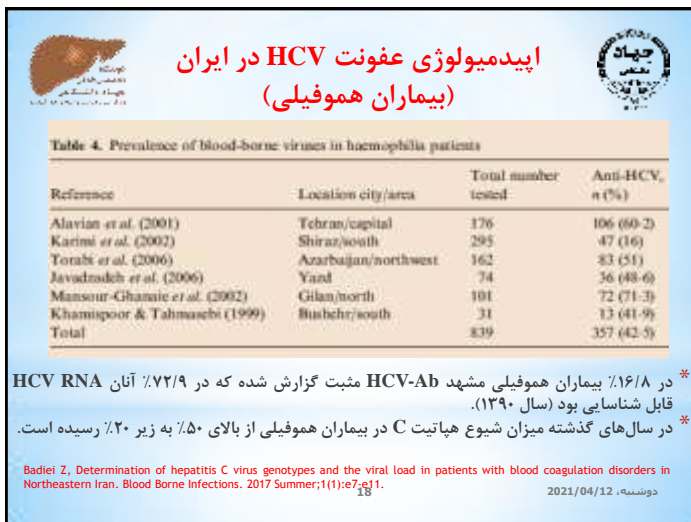 اپیدمیولوژی عفونت HCV در ایران
(بیماران هموفیلی)
جهاد
Table 4. Prevalence of blood-borne viruses in haemophilia patients
Reference Location city/area Total number tested Anti-HCV, n (%)
Alavian et al. (2001) Tehran/capital 176 106 (60·2)
Karimi et al. (2002) Shiraz/south 295 47 (16)
Torabi et al. (2006) Azarbaijan/northwest 162 83 (51)
Javadzadeh et al. (2006) Yazd 74 36 (48·6)
Mansour-Ghanaie et al. (2002) Gilan/north 101 72 (71·3)
Khamispoor & Tahmasebi (1999) Bushehr/south 31 13 (41·9)
Total 839 357 (42·5)
* در ۱۶/۸٪ بیماران هموفیلی مشهد HCV-Ab مثبت گزارش شده که در ۷۲/۹٪ آنان HCV RNA
قابل شناسایی بود (سال ۱۳۹۰).
* در سال‌های گذشته میزان شیوع هپاتیت C در بیماران هموفیلی از بالای ۵۰٪ به زیر ۲۰٪ رسیده است.
Badiei Z, Determination of hepatitis C virus genotypes and the viral load in patients with blood coagulation disorders in
Northeastern Iran. Blood Borne Infections. 2017 Summer;1(1):e7-e11.
18
دوشنبه، 2021/04/12